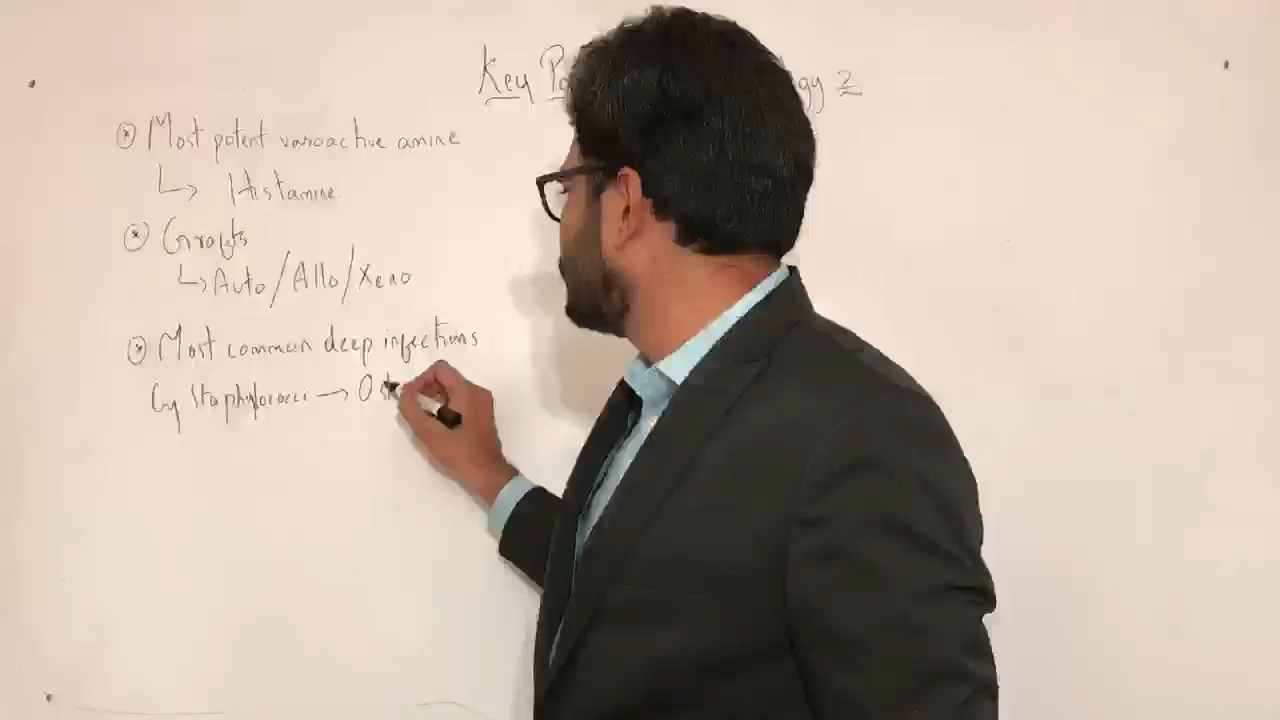 Key Po gy 2
Most potent vasoactive amine
↳ Histamine.
Grafts
↳ Auto/Allo/Xeno
Most common deep infections
by Staphylococci → Ost